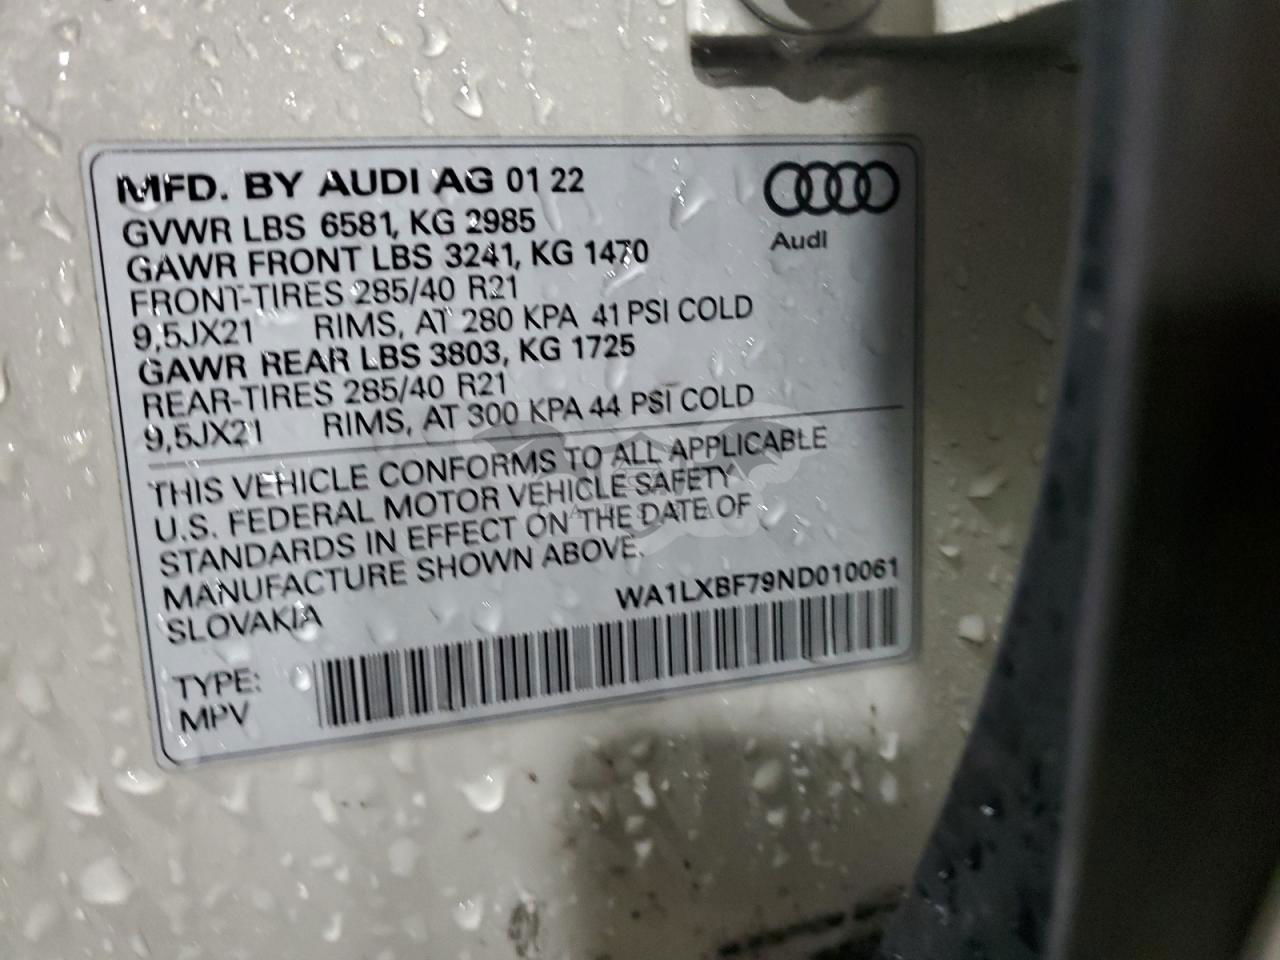 MFD. BY AUDI AG 01 22
GVWR LBS 6581, KG 2985
GAWR FRONT LBS 3241, KG 1470
FRONT-TIRES 285/40 R21
9,5JX21 RIMS, AT 280 KPA 41 PSI COLD
GAWR REAR LBS 3803, KG 1725
REAR-TIRES 285/40 R21
9,5JX21 RIMS, AT 300 KPA 44 PSI COLD
Audi
THIS VEHICLE CONFORMS TO ALL APPLICABLE
U.S. FEDERAL MOTOR VEHICLE SAFETY
STANDARDS IN EFFECT ON THE DATE OF
MANUFACTURE SHOWN ABOVE.
SLOVAKIA
WA1LXBF79ND010061
TYPE:
MPV